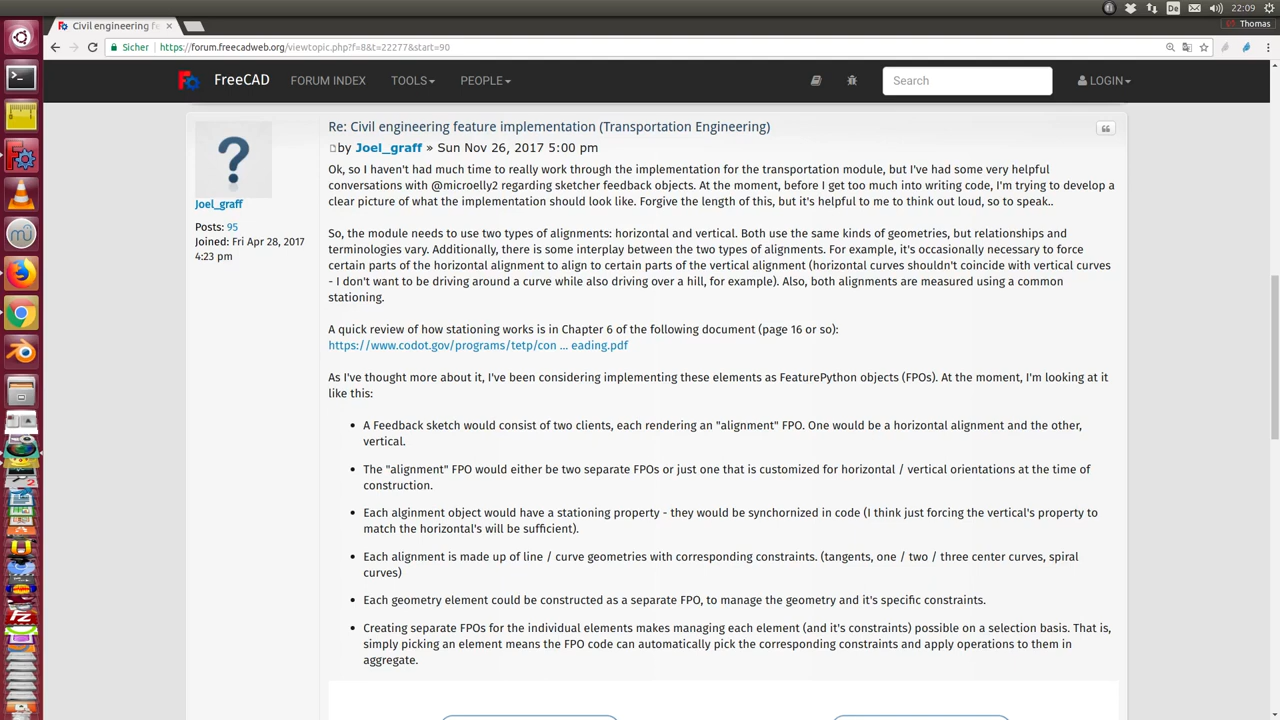 De
22:09
Civil engineering fe
Thomas
Sicher
https://forum.freecadweb.org/viewtopic.php?f=8&t=22277&start=90
FreeCAD
FORUM INDEX
TOOLS
PEOPLE
Search
LOGIN
Joel_graff
Posts: 95
Joined: Fri Apr 28, 2017
4:23 pm
Re: Civil engineering feature implementation (Transportation Engineering)
by Joel_graff » Sun Nov 26, 2017 5:00 pm
Ok, so I haven't had much time to really work through the implementation for the transportation module, but I've had some very helpful
conversations with @microelly2 regarding sketcher feedback objects. At the moment, before I get too much into writing code, I'm trying to develop a
clear picture of what the implementation should look like. Forgive the length of this, but it's helpful to me to think out loud, so to speak..
So, the module needs to use two types of alignments: horizontal and vertical. Both use the same kinds of geometries, but relationships and
terminologies vary. Additionally, there is some interplay between the two types of alignments. For example, it's occasionally necessary to force
certain parts of the horizontal alignment to align to certain parts of the vertical alignment (horizontal curves shouldn't coincide with vertical curves
- I don't want to be driving around a curve while also driving over a hill, for example). Also, both alignments are measured using a common
stationing.
A quick review of how stationing works is in Chapter 6 of the following document (page 16 or so):
https://www.codot.gov/programs/tetp/con ... eading.pdf
As I've thought more about it, I've been considering implementing these elements as FeaturePython objects (FPOs). At the moment, I'm looking at it
like this:
• A Feedback sketch would consist of two clients, each rendering an "alignment" FPO. One would be a horizontal alignment and the other,
vertical.
• The "alignment" FPO would either be two separate FPOs or just one that is customized for horizontal / vertical orientations at the time of
construction.
• Each alginment object would have a stationing property - they would be synchornized in code (I think just forcing the vertical's property to
match the horizontal's will be sufficient).
• Each alignment is made up of line / curve geometries with corresponding constraints. (tangents, one / two / three center curves, spiral
curves)
• Each geometry element could be constructed as a separate FPO, to manage the geometry and it's specific constraints.
• Creating separate FPOs for the individual elements makes managing each element (and it's constraints) possible on a selection basis. That is,
simply picking an element means the FPO code can automatically pick the corresponding constraints and apply operations to them in
aggregate.